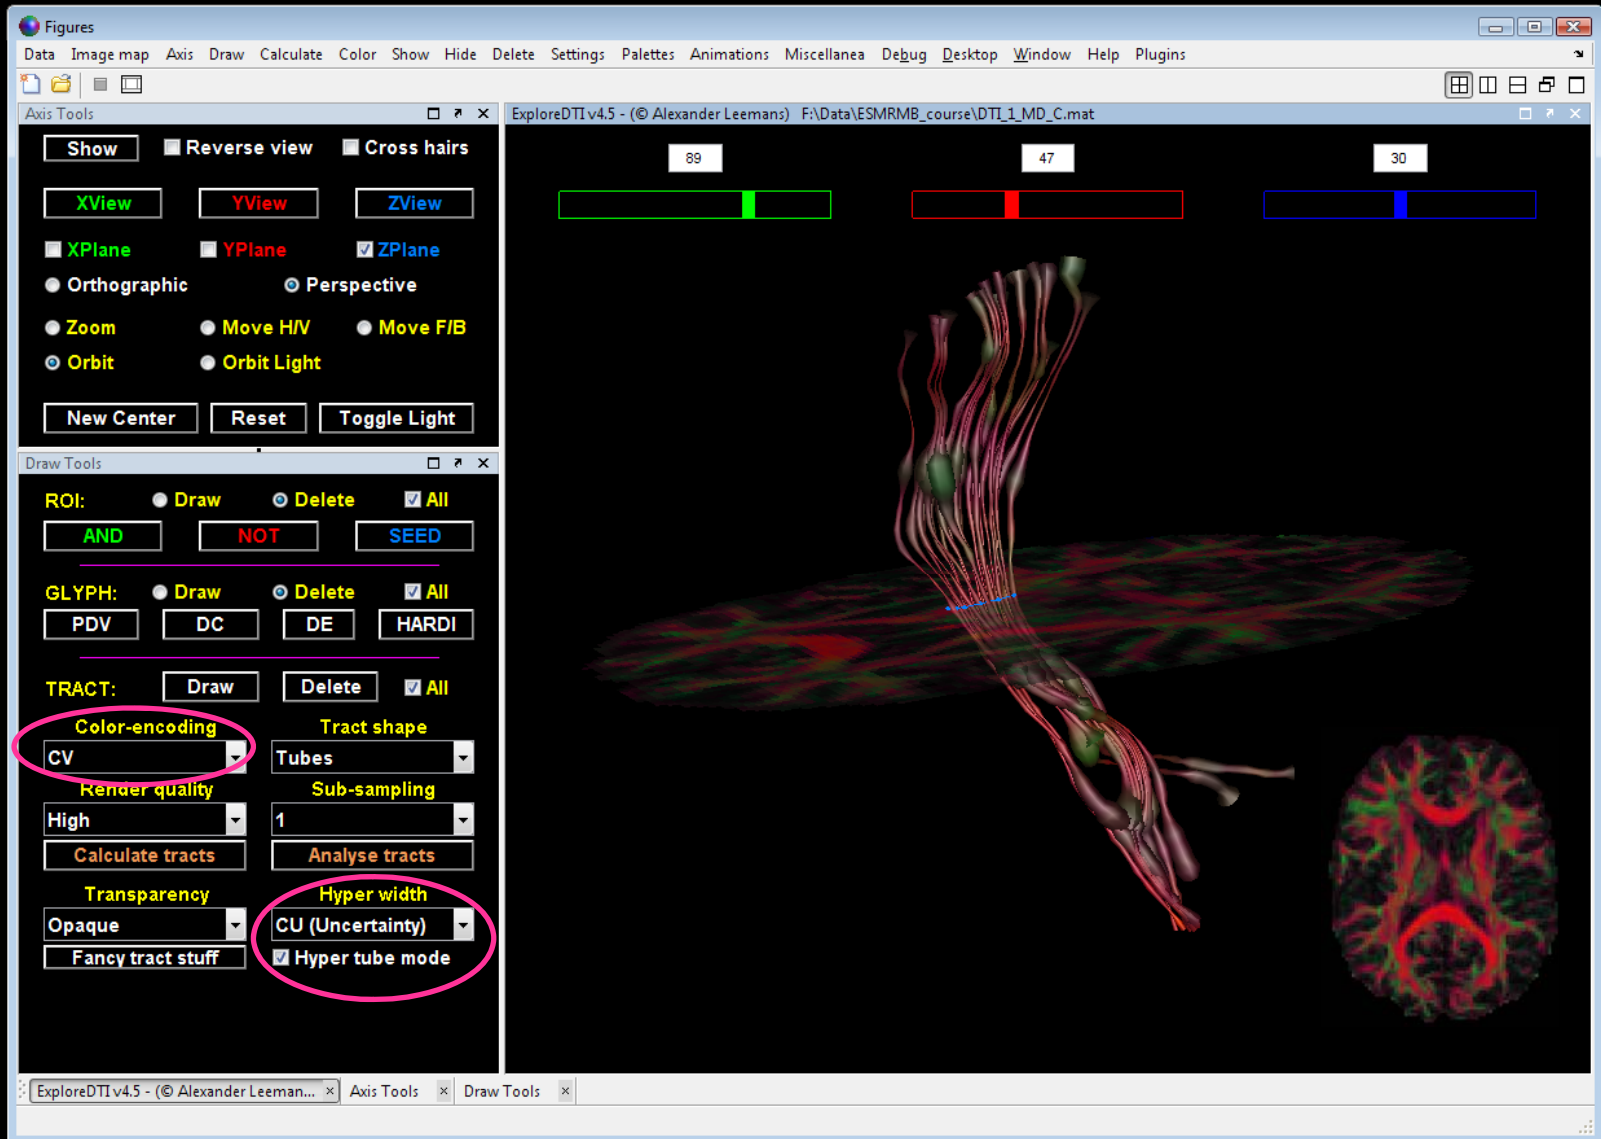 Figures
Data Image map Axis Draw Calculate Color Show Hide Delete Settings Palettes Animations Miscellanea Debug Desktop Window Help Plugins
Axis Tools
Show Reverse view Cross hairs
XView YView ZView
XPlane YPlane ZPlane
Orthographic Perspective
Zoom Move H/V Move F/B
Orbit Orbit Light
New Center Reset Toggle Light
Draw Tools
ROI: Draw Delete All
AND NOT SEED
GLYPH: Draw Delete All
PDV DC DE HARDI
TRACT: Draw Delete All
Color-encoding Tract shape
CV Tubes
Render quality Sub-sampling
High 1
Calculate tracts Analyse tracts
Transparency Hyper width
Opaque CU (Uncertainty)
Fancy tract stuff Hyper tube mode
ExploreDTI v4.5 - (© Alexander Leemans) F:\Data\ESMRMB_course\DTI_1_MD_C.mat
89 47 30
ExploreDTI v4.5 - (© Alexander Leeman... Axis Tools Draw Tools